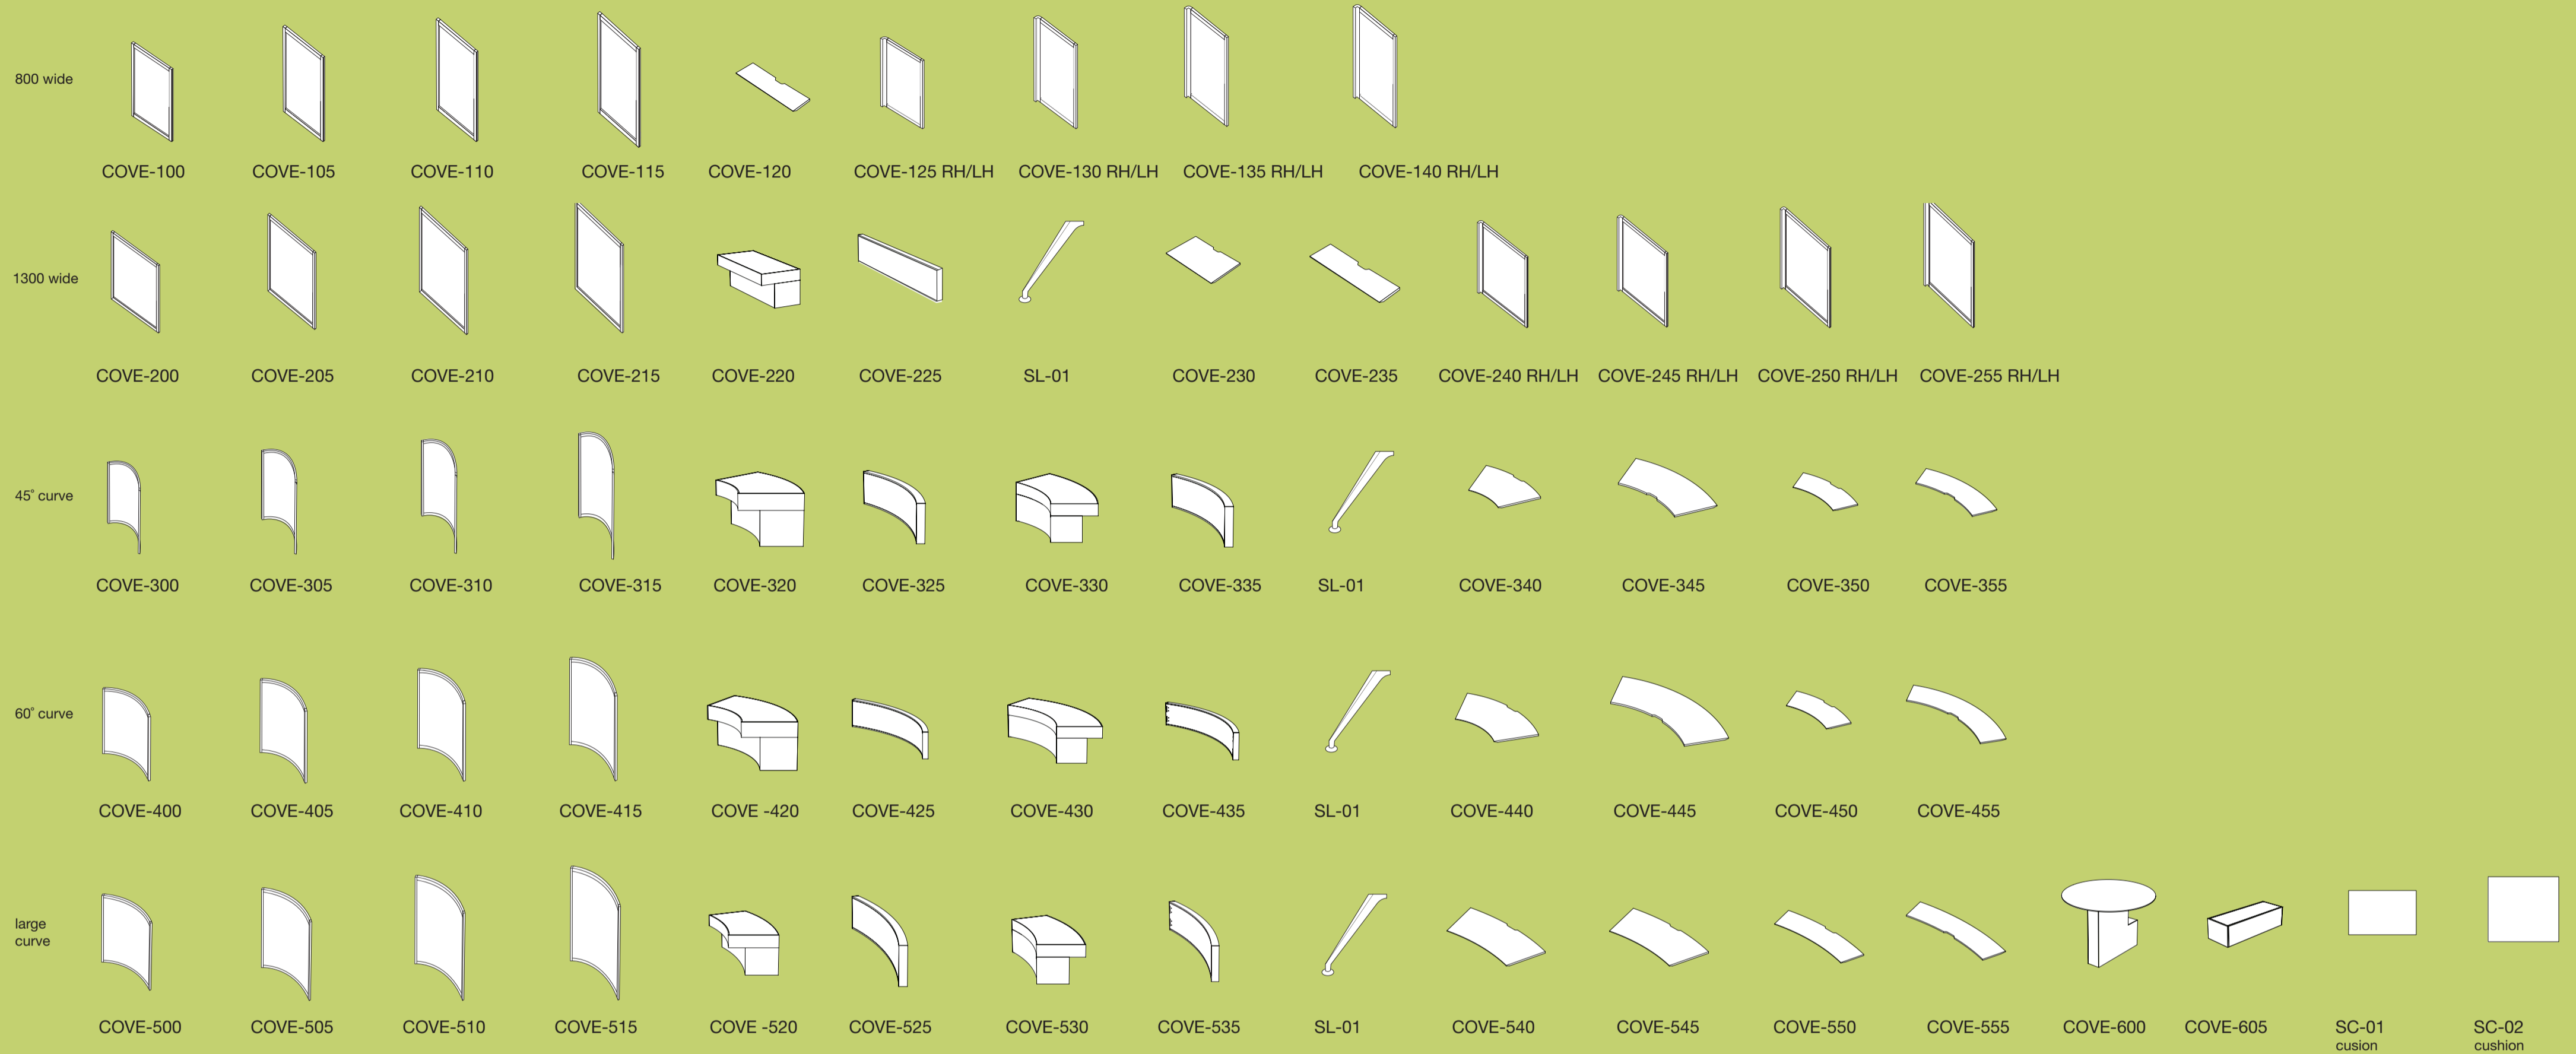 800 wide
COVE-100 COVE-105 COVE-110 COVE-115 COVE-120 COVE-125 RH/LH COVE-130 RH/LH COVE-135 RH/LH COVE-140 RH/LH
1300 wide
COVE-200 COVE-205 COVE-210 COVE-215 COVE-220 COVE-225 SL-01 COVE-230 COVE-235 COVE-240 RH/LH COVE-245 RH/LH COVE-250 RH/LH COVE-255 RH/LH
45° curve
COVE-300 COVE-305 COVE-310 COVE-315 COVE-320 COVE-325 COVE-330 COVE-335 SL-01 COVE-340 COVE-345 COVE-350 COVE-355
60° curve
COVE-400 COVE-405 COVE-410 COVE-415 COVE -420 COVE-425 COVE-430 COVE-435 SL-01 COVE-440 COVE-445 COVE-450 COVE-455
large
curve
COVE-500 COVE-505 COVE-510 COVE-515 COVE -520 COVE-525 COVE-530 COVE-535 SL-01 COVE-540 COVE-545 COVE-550 COVE-555 COVE-600 COVE-605 SC-01 SC-02
cusion cushion